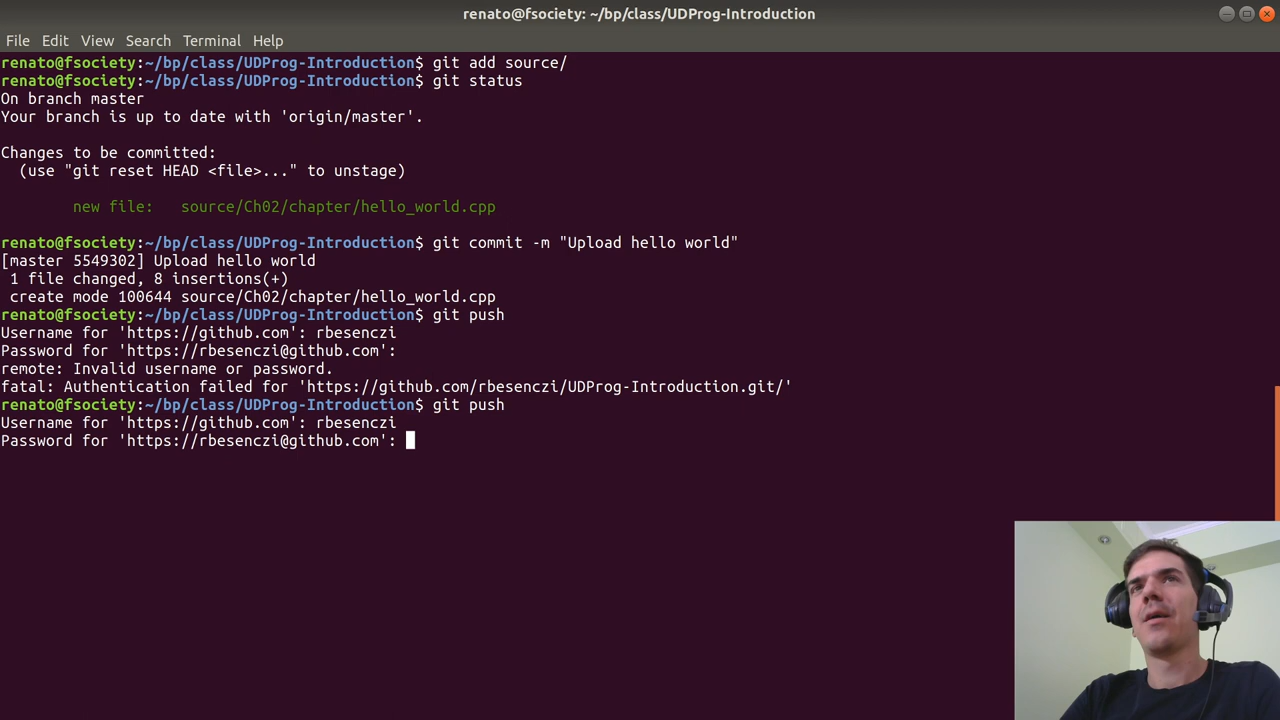 renato@fsociety: ~/bp/class/UDProg-Introduction
File Edit View Search Terminal Help
renato@fsociety:~/bp/class/UDProg-Introduction$ git add source/
renato@fsociety:~/bp/class/UDProg-Introduction$ git status
On branch master
Your branch is up to date with 'origin/master'.
Changes to be committed:
  (use "git reset HEAD <file>..." to unstage)
        new file:   source/Ch02/chapter/hello_world.cpp
renato@fsociety:~/bp/class/UDProg-Introduction$ git commit -m "Upload hello world"
[master 5549302] Upload hello world
 1 file changed, 8 insertions(+)
 create mode 100644 source/Ch02/chapter/hello_world.cpp
renato@fsociety:~/bp/class/UDProg-Introduction$ git push
Username for 'https://github.com': rbesenczi
Password for 'https://rbesenczi@github.com':
remote: Invalid username or password.
fatal: Authentication failed for 'https://github.com/rbesenczi/UDProg-Introduction.git/'
renato@fsociety:~/bp/class/UDProg-Introduction$ git push
Username for 'https://github.com': rbesenczi
Password for 'https://rbesenczi@github.com':